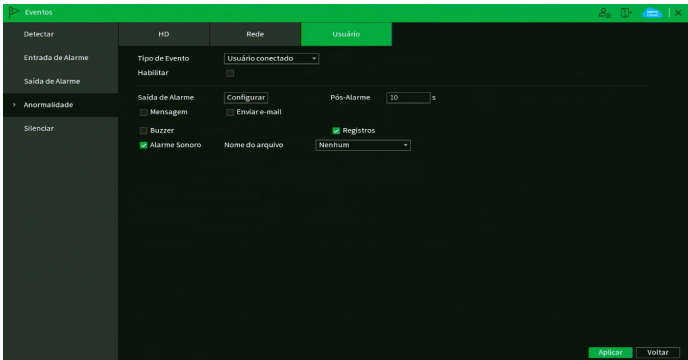 Eventos
Detectar
HD Rede Usuário
Entrada de Alarme
Tipo de Evento Usuário conectado
Habilitar
Saída de Alarme
Saída de Alarme Configurar Pós-Alarme 10 s
Anormalidade
Mensagem Enviar e-mail
Silenciar
Buzzer Registros
Alarme Sonoro Nome do arquivo Nenhum
Aplicar Voltar